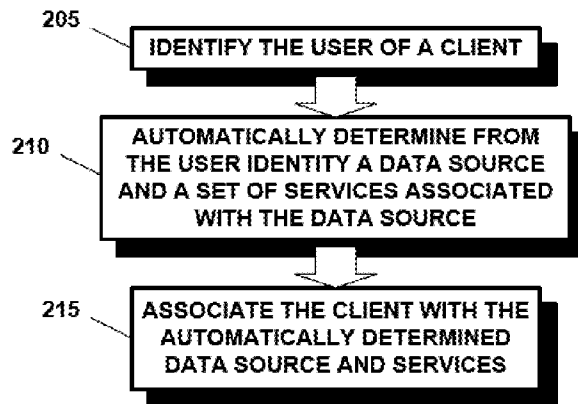 205
IDENTIFY THE USER OF A CLIENT
210
AUTOMATICALLY DETERMINE FROM
THE USER IDENTITY A DATA SOURCE
AND A SET OF SERVICES ASSOCIATED
WITH THE DATA SOURCE
215
ASSOCIATE THE CLIENT WITH THE
AUTOMATICALLY DETERMINED
DATA SOURCE AND SERVICES